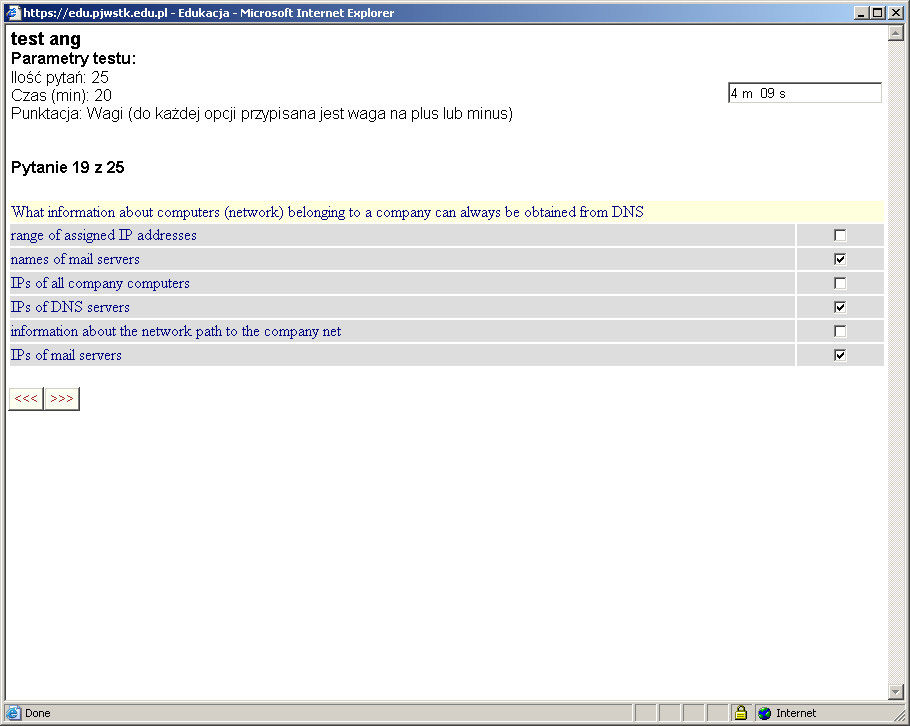 https://edu.pjwstk.edu.pl - Edukacja - Microsoft Internet Explorer
test ang
Parametry testu:
Ilość pytań: 25
Czas (min): 20
4 m 09 s
Punktacja: Wagi (do każdej opcji przypisana jest waga na plus lub minus)
Pytanie 19 z 25
What information about computers (network) belonging to a company can always be obtained from DNS
range of assigned IP addresses
names of mail servers
IPs of all company computers
IPs of DNS servers
information about the network path to the company net
IPs of mail servers
<<< >>>
Done Internet